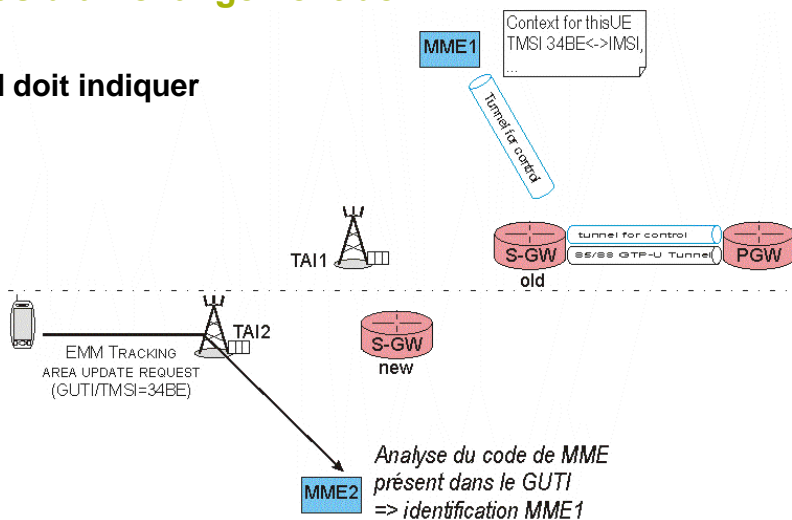 Context for thisUE
TMSI 34BE<->IMSI,
...
MME1
l doit indiquer
Tunnel for control
TAI1
S-GW
old
tunnel for control
S5/S8 GTP-U Tunnel
PGW
TAI2
EMM TRACKING
AREA UPDATE REQUEST
(GUTI/TMSI=34BE)
S-GW
new
MME2
Analyse du code de MME
présent dans le GUTI
=> identification MME1